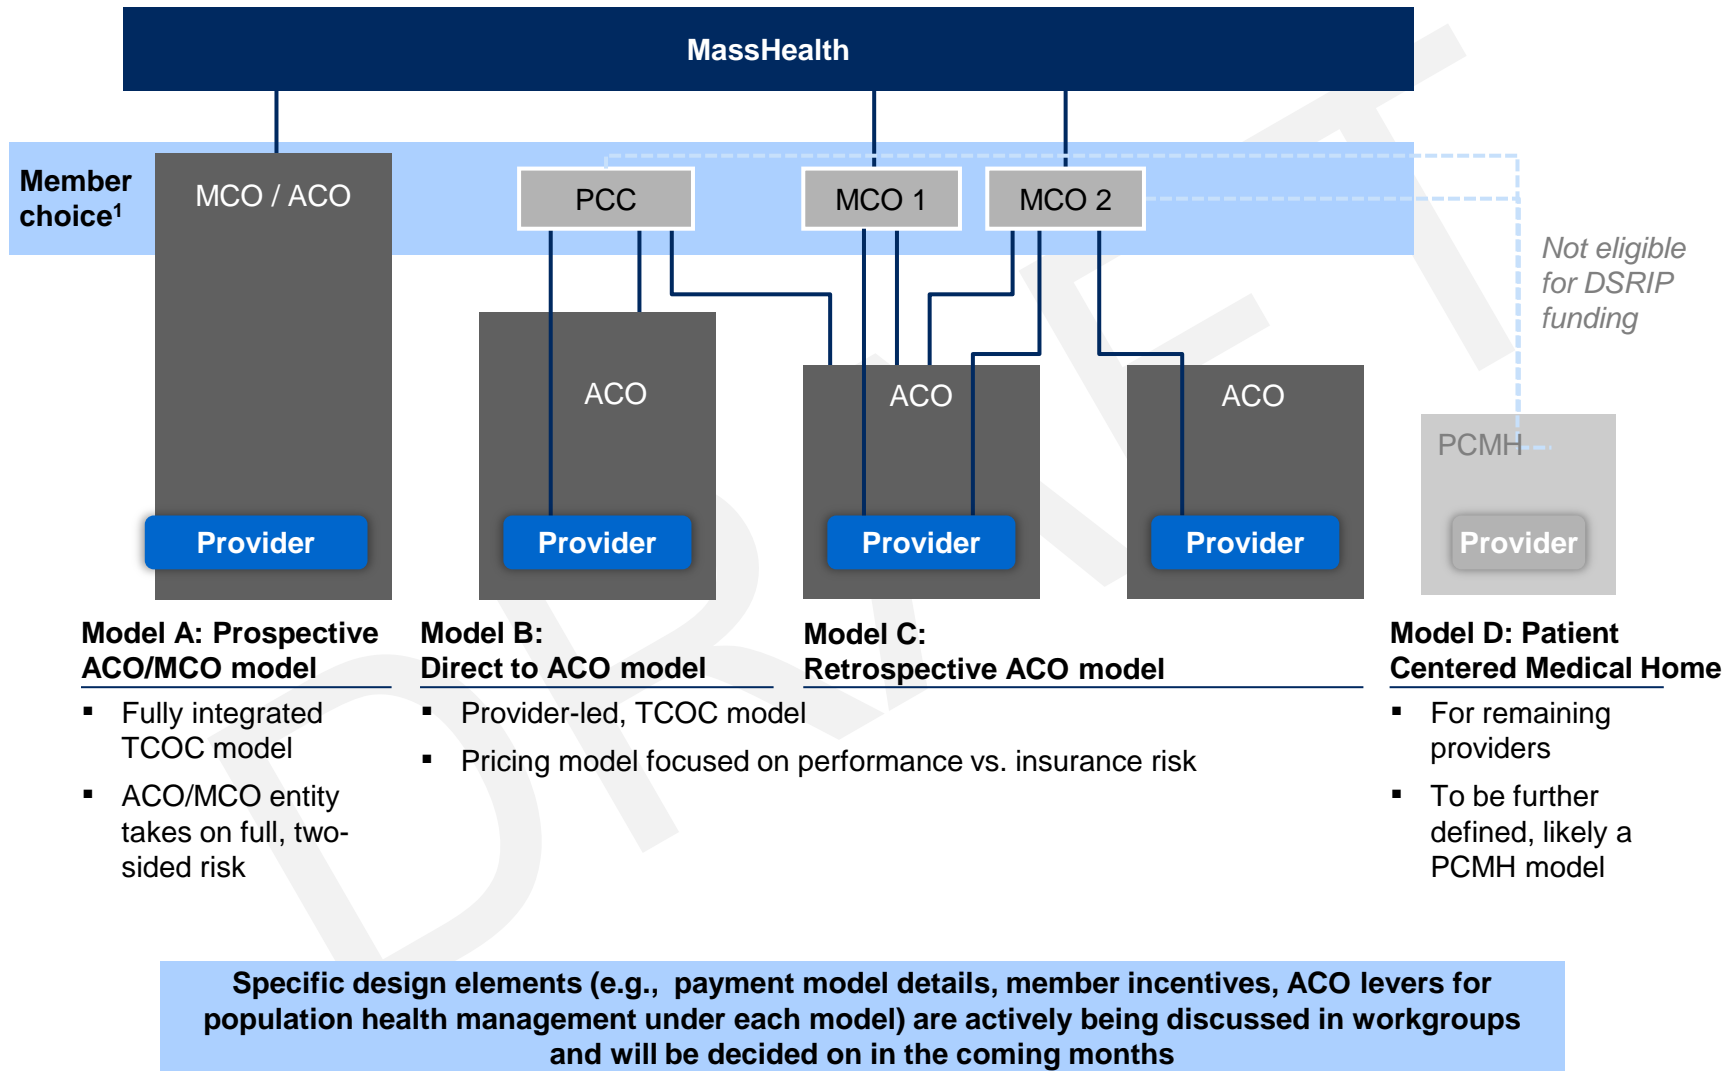 MassHealth
Member
choice1
MCO / ACO
PCC
MCO 1
MCO 2
Not eligible
for DSRIP
funding
ACO
ACO
ACO
PCMH
Provider
Provider
Provider
Provider
Provider
Model A: Prospective
ACO/MCO model
▪ Fully integrated
TCOC model
▪ ACO/MCO entity
takes on full, two-
sided risk
Model B:
Direct to ACO model
Model C:
Retrospective ACO model
▪ Provider-led, TCOC model
▪ Pricing model focused on performance vs. insurance risk
Model D: Patient
Centered Medical Home
▪ For remaining
providers
▪ To be further
defined, likely a
PCMH model
Specific design elements (e.g.,  payment model details, member incentives, ACO levers for
population health management under each model) are actively being discussed in workgroups
and will be decided on in the coming months
DRAFT